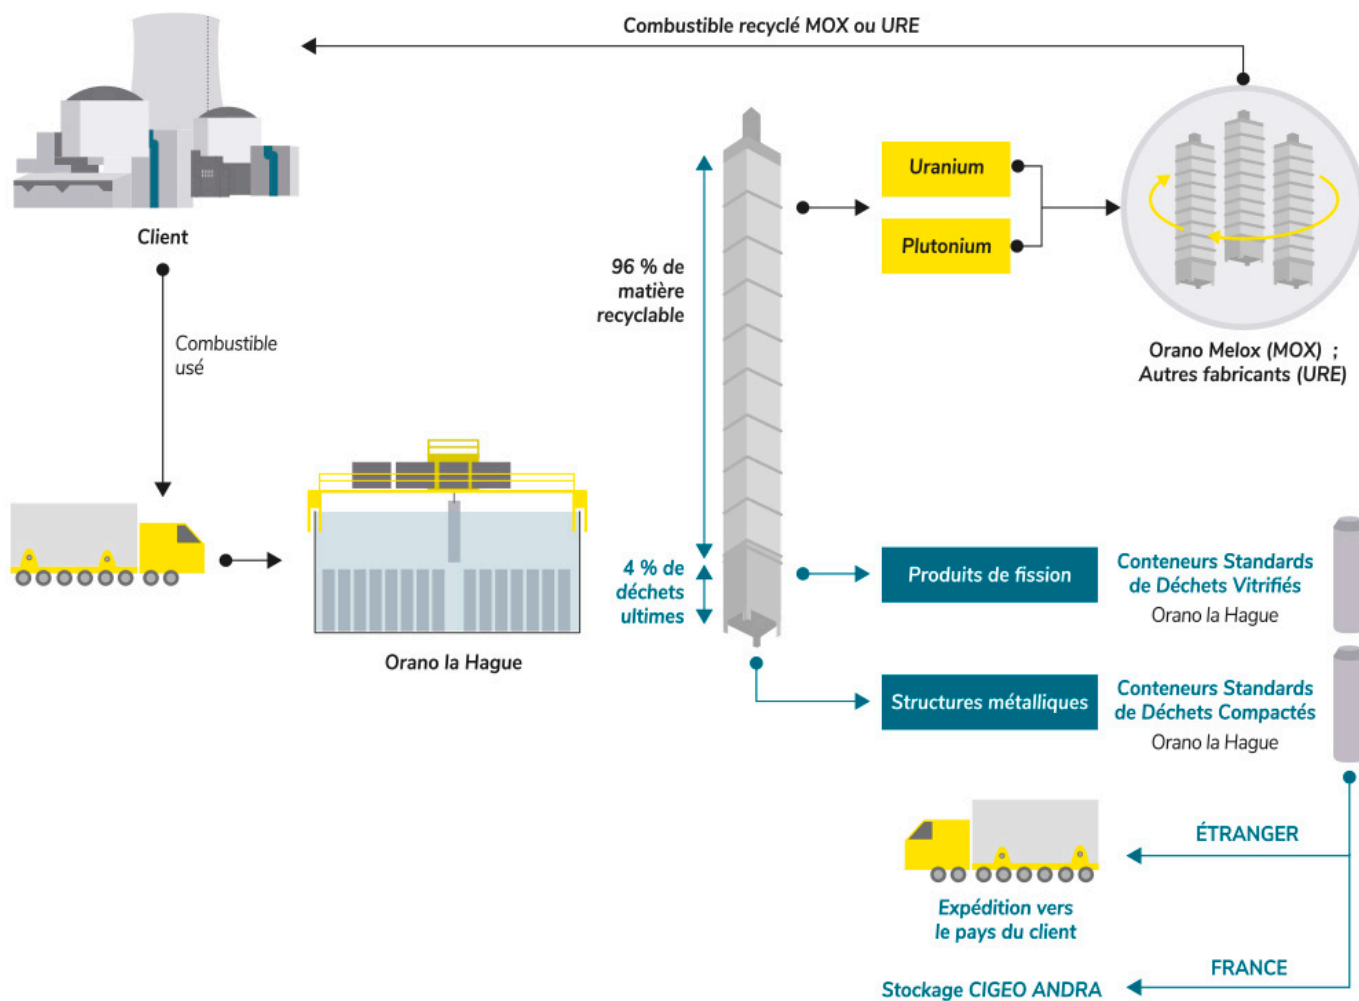 Combustible recyclé MOX ou URE
Client
Combustible
usé
Orano la Hague
96 % de
matière
recyclable
4 % de
déchets
ultimes
Uranium
Plutonium
Orano Melox (MOX) ;
Autres fabricants (URE)
Produits de fission
Conteneurs Standards
de Déchets Vitrifiés
Orano la Hague
Structures métalliques
Conteneurs Standards
de Déchets Compactés
Orano la Hague
ÉTRANGER
Expédition vers
le pays du client
FRANCE
Stockage CIGEO ANDRA